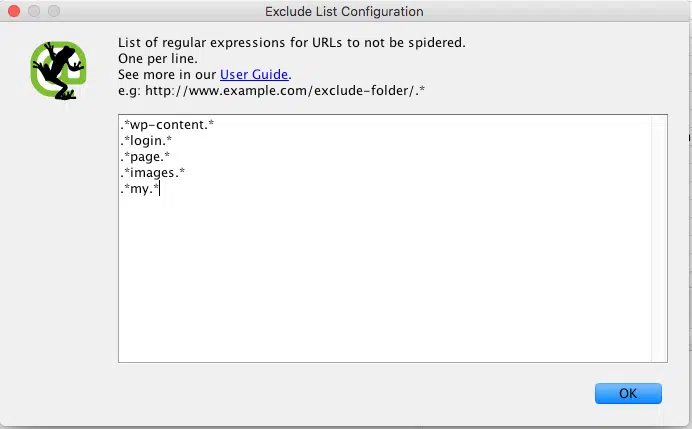 Exclude List Configuration
List of regular expressions for URLs to not be spidered.
One per line.
See more in our User Guide.
e.g: http://www.example.com/exclude-folder/.*
.*wp-content.*
.*login.*
.*page.*
.*images.*
.*my.*
OK